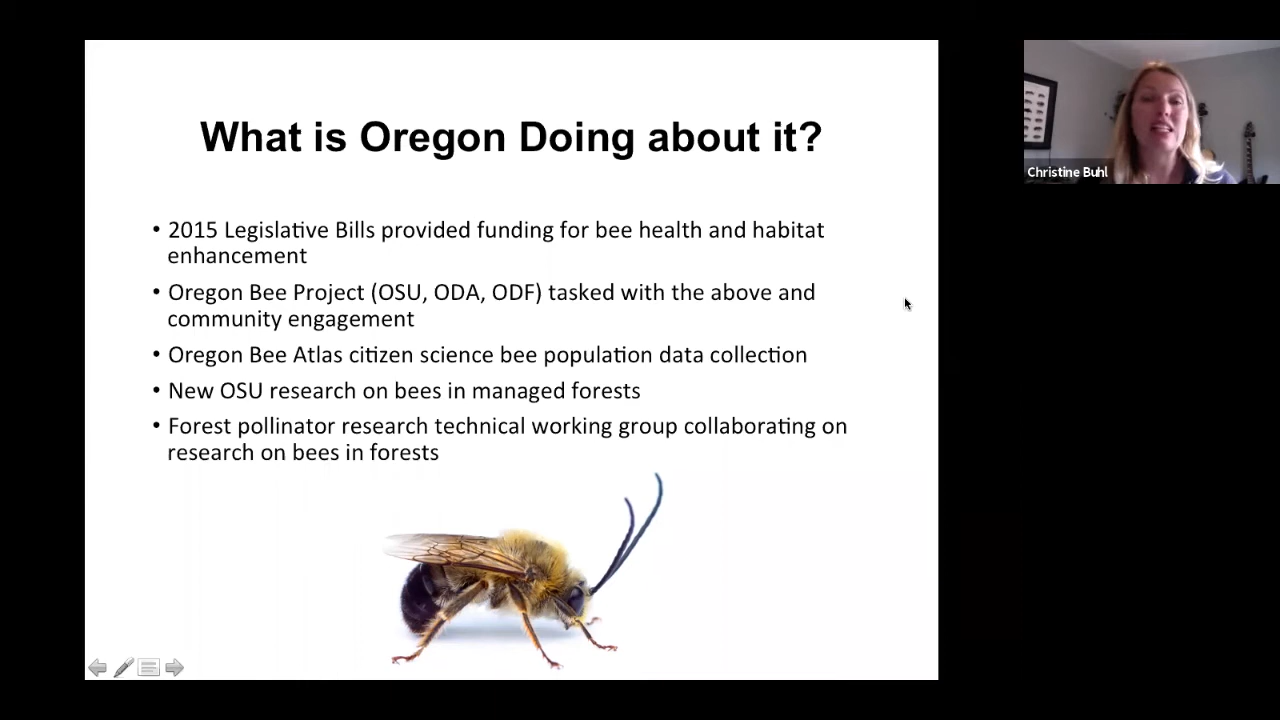 What is Oregon Doing about it?
• 2015 Legislative Bills provided funding for bee health and habitat
enhancement
• Oregon Bee Project (OSU, ODA, ODF) tasked with the above and
community engagement
• Oregon Bee Atlas citizen science bee population data collection
• New OSU research on bees in managed forests
• Forest pollinator research technical working group collaborating on
research on bees in forests
Christine Buhl